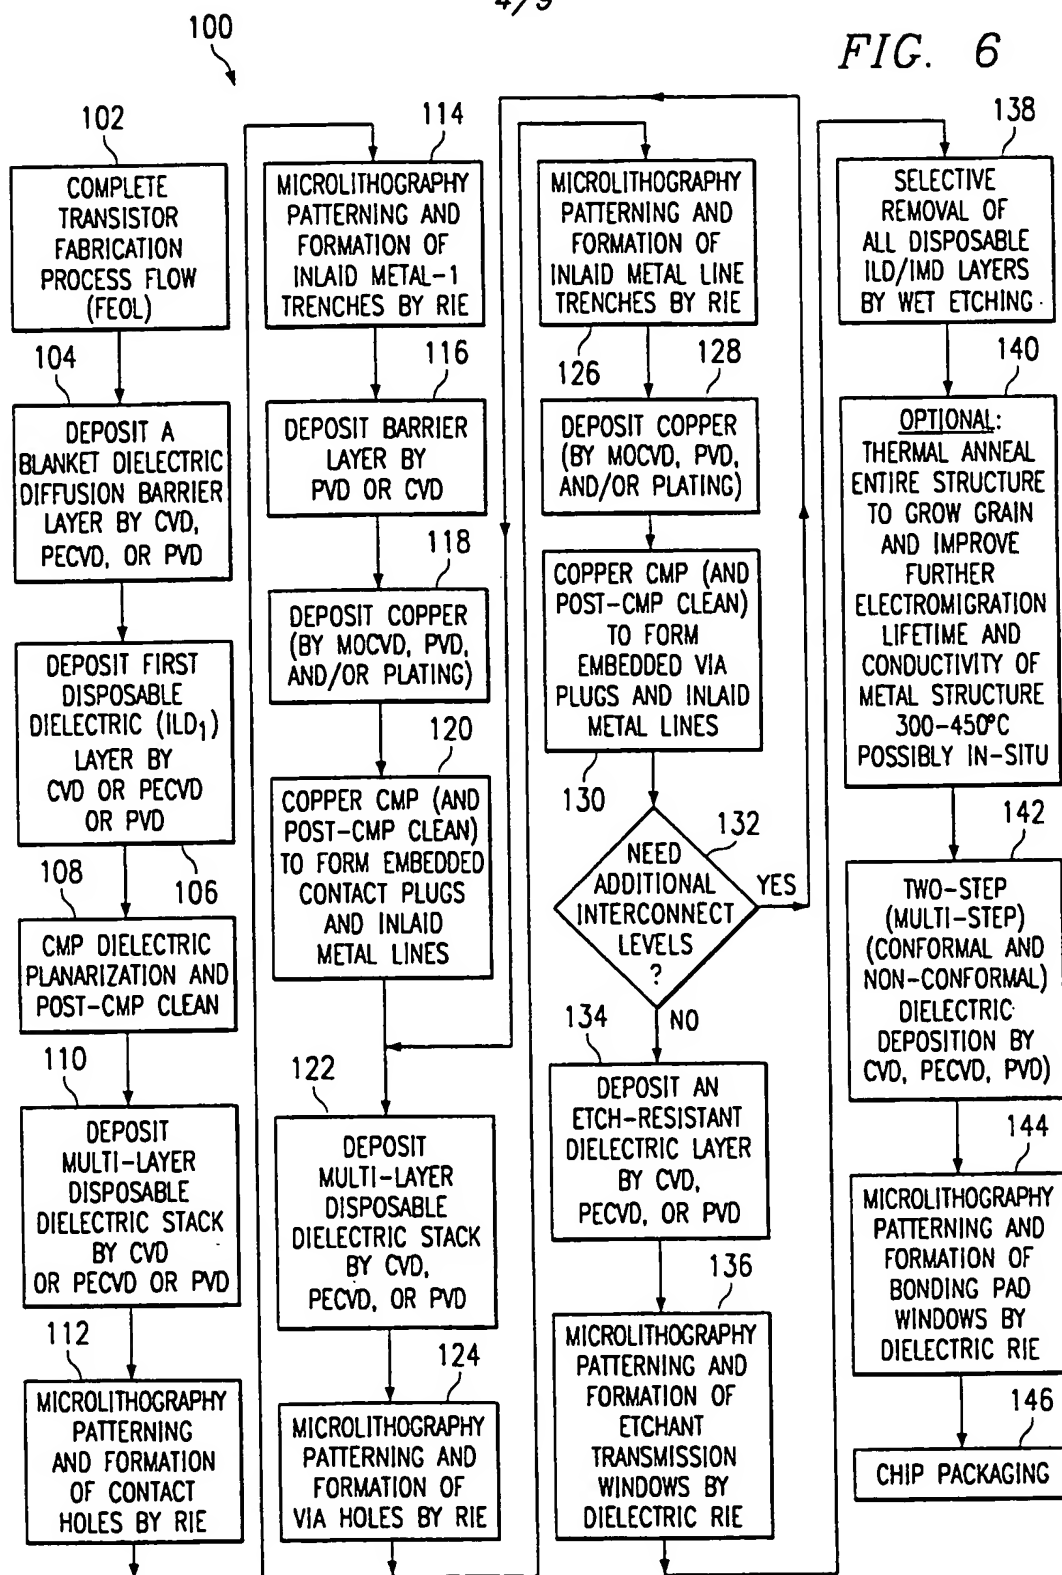 4/9
FIG. 6
100
102
COMPLETE
TRANSISTOR
FABRICATION
PROCESS FLOW
(FEOL)
104
DEPOSIT A
BLANKET DIELECTRIC
DIFFUSION BARRIER
LAYER BY CVD,
PECVD, OR PVD
DEPOSIT FIRST
DISPOSABLE
DIELECTRIC (ILD1)
LAYER BY
CVD OR PECVD
OR PVD
106
108
CMP DIELECTRIC
PLANARIZATION AND
POST-CMP CLEAN
110
DEPOSIT
MULTI-LAYER
DISPOSABLE
DIELECTRIC STACK
BY CVD
OR PECVD OR PVD
112
MICROLITHOGRAPHY
PATTERNING
AND FORMATION
OF CONTACT
HOLES BY RIE
114
MICROLITHOGRAPHY
PATTERNING AND
FORMATION OF
INLAID METAL-1
TRENCHES BY RIE
116
DEPOSIT BARRIER
LAYER BY
PVD OR CVD
118
DEPOSIT COPPER
(BY MOCVD, PVD,
AND/OR PLATING)
120
COPPER CMP (AND
POST-CMP CLEAN)
TO FORM EMBEDDED
CONTACT PLUGS
AND INLAID
METAL LINES
122
DEPOSIT
MULTI-LAYER
DISPOSABLE
DIELECTRIC STACK
BY CVD,
PECVD, OR PVD
124
MICROLITHOGRAPHY
PATTERNING AND
FORMATION OF
VIA HOLES BY RIE
MICROLITHOGRAPHY
PATTERNING AND
FORMATION OF
INLAID METAL LINE
TRENCHES BY RIE
126
128
DEPOSIT COPPER
(BY MOCVD, PVD,
AND/OR PLATING)
COPPER CMP (AND
POST-CMP CLEAN)
TO FORM
EMBEDDED VIA
PLUGS AND INLAID
METAL LINES
130
132
NEED
ADDITIONAL
INTERCONNECT
LEVELS
?
YES
NO
134
DEPOSIT AN
ETCH-RESISTANT
DIELECTRIC LAYER
BY CVD,
PECVD, OR PVD
136
MICROLITHOGRAPHY
PATTERNING AND
FORMATION OF
ETCHANT
TRANSMISSION
WINDOWS BY
DIELECTRIC RIE
138
SELECTIVE
REMOVAL OF
ALL DISPOSABLE
ILD/IMD LAYERS
BY WET ETCHING
140
OPTIONAL:
THERMAL ANNEAL
ENTIRE STRUCTURE
TO GROW GRAIN
AND IMPROVE
FURTHER
ELECTROMIGRATION
LIFETIME AND
CONDUCTIVITY OF
METAL STRUCTURE
300-450°C
POSSIBLY IN-SITU
142
TWO-STEP
(MULTI-STEP)
(CONFORMAL AND
NON-CONFORMAL)
DIELECTRIC
DEPOSITION BY
CVD, PECVD, PVD)
144
MICROLITHOGRAPHY
PATTERNING AND
FORMATION OF
BONDING PAD
WINDOWS BY
DIELECTRIC RIE
146
CHIP PACKAGING